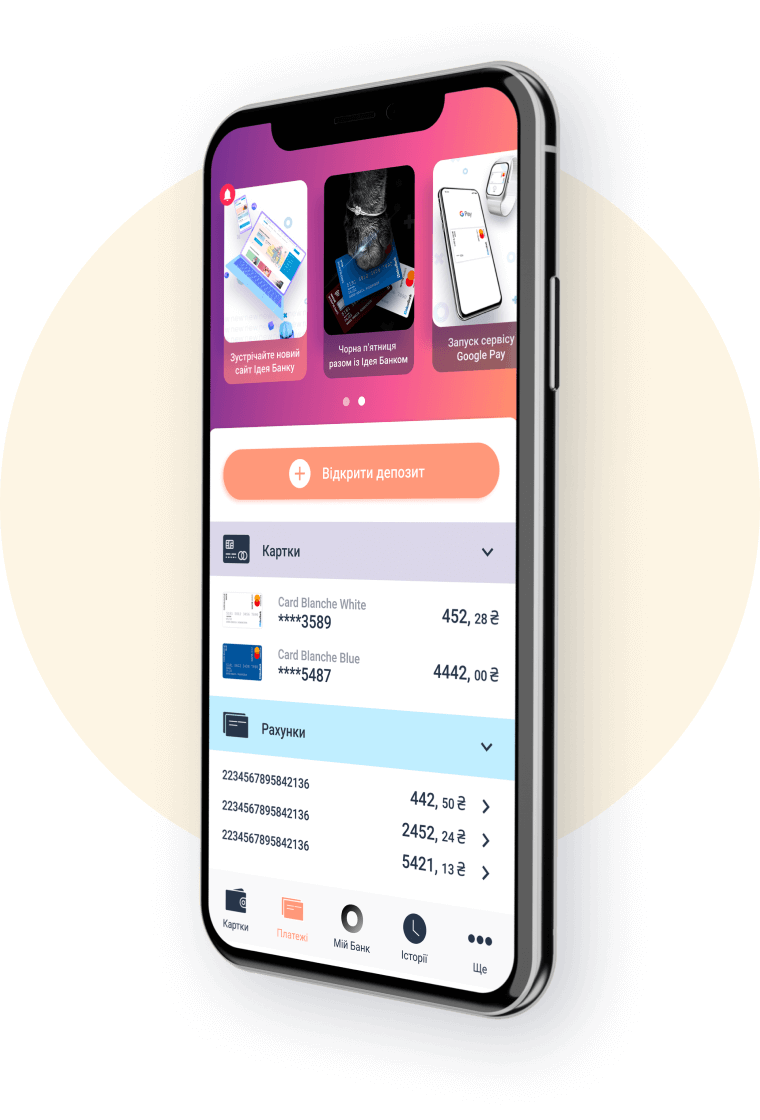 G Pay
Зустрічайте новий
сайт Ідея Банку
Чорна п'ятниця
разом із Ідея Банком
Запуск сервісу
Google Pay
Відкрити депозит
Картки
Card Blanche White
****3589
452, 28 ₴
Card Blanche Blue
****5487
4442, 00 ₴
Рахунки
2234567895842136
442, 50 ₴
2234567895842136
2452, 24 ₴
2234567895842136
5421, 13 ₴
Картки
Платежі
Мій Банк
Історії
Ще